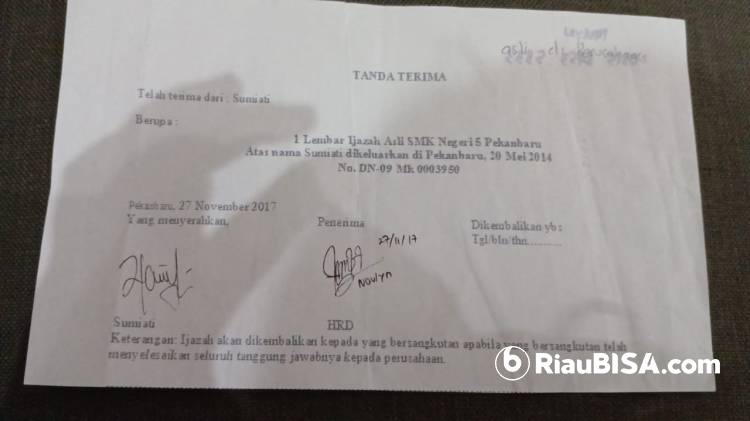 asli di
TANDA TERIMA
Telah terima dari : Sumiati
Berupa :
1 Lembar Ijazah Asli SMK Negeri 5 Pekanbaru
Atas nama Sumiati dikeluarkan di Pekanbaru, 20 Mei 2014
No. DN-09 Mk 0003950
Pekanbaru, 27 November 2017
Yang menyerahkan,
Penerima
Dikembalikan yb :
Tgl/bln/thn...........
27/11/17
Novlyn
Sumiati
HRD
Keterangan: Ijazah akan dikembalikan kepada yang bersangkutan apabila yang bersangkutan telah
menyelesaikan seluruh tanggung jawabnya kepada perusahaan.
RiauBISA.com